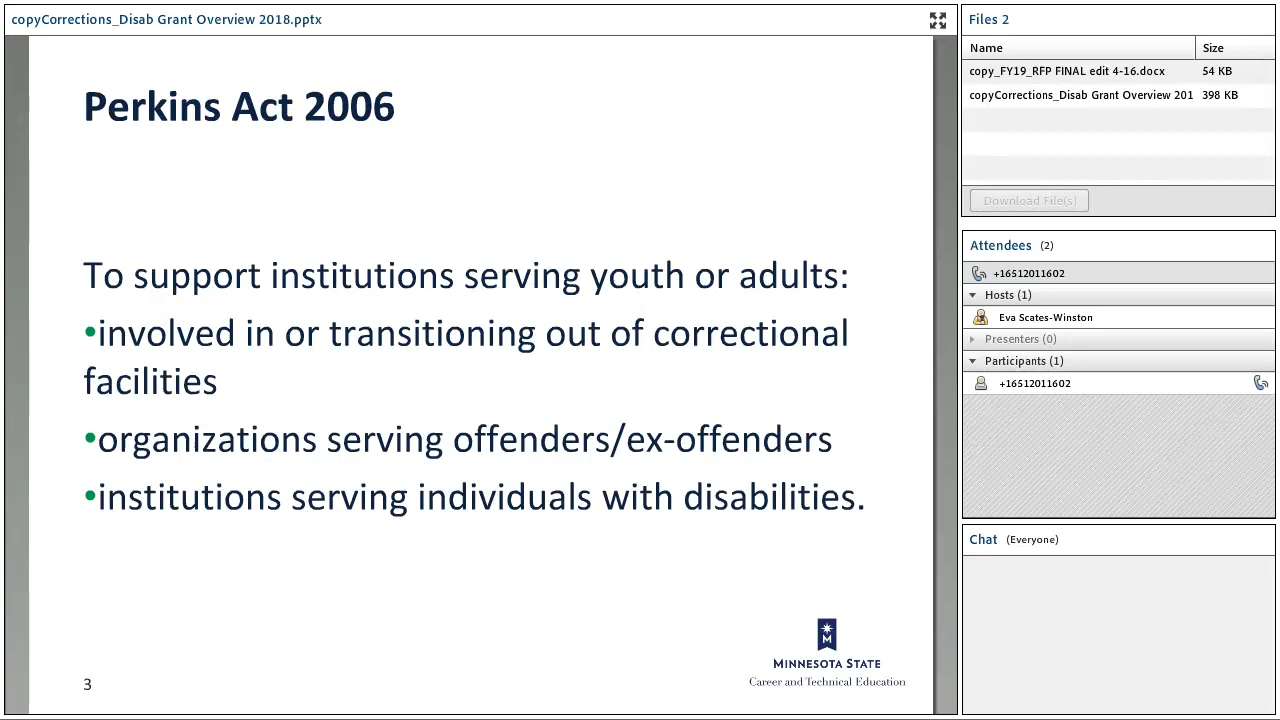 copyCorrections_Disab Grant Overview 2018.pptx
Perkins Act 2006
To support institutions serving youth or adults:
•involved in or transitioning out of correctional
facilities
•organizations serving offenders/ex-offenders
•institutions serving individuals with disabilities.
M
MINNESOTA STATE
Career and Technical Education
3
Files 2
Name Size
copy_FY19_RFP FINAL edit 4-16.docx 54 KB
copyCorrections_Disab Grant Overview 201 398 KB
Download File(s)
Attendees (2)
+16512011602
Hosts (1)
Eva Scates-Winston
Presenters (0)
Participants (1)
+16512011602
Chat (Everyone)